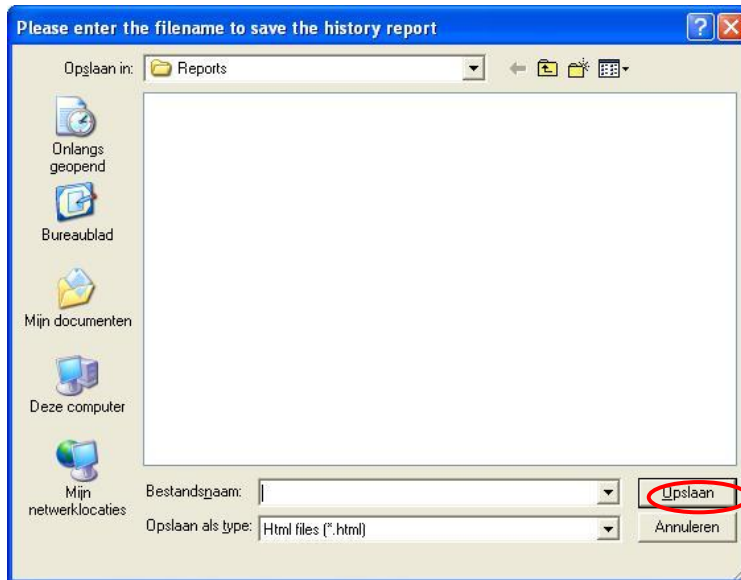 Please enter the filename to save the history report
Opslaan in:
Reports
Onlangs
geopend
Bureaublad
Mijn documenten
Deze computer
Mijn
netwerklocaties
Bestandsnaam:
Opslaan
Opslaan als type:
Html files (*.html)
Annuleren